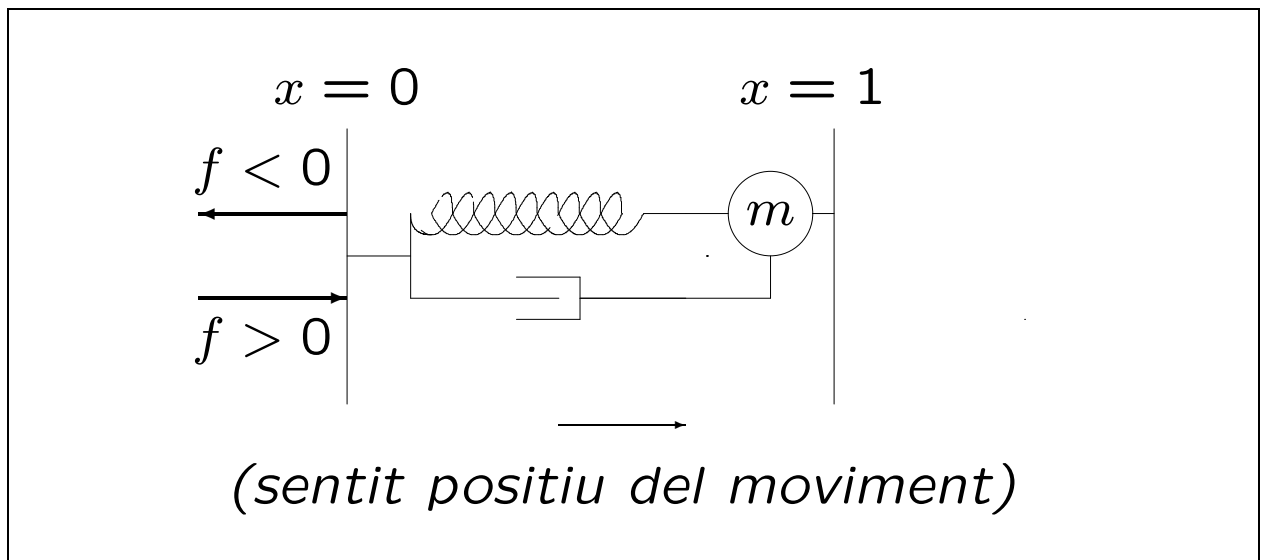 x = 0
x = 1
f < 0
m
f > 0
(sentit positiu del moviment)